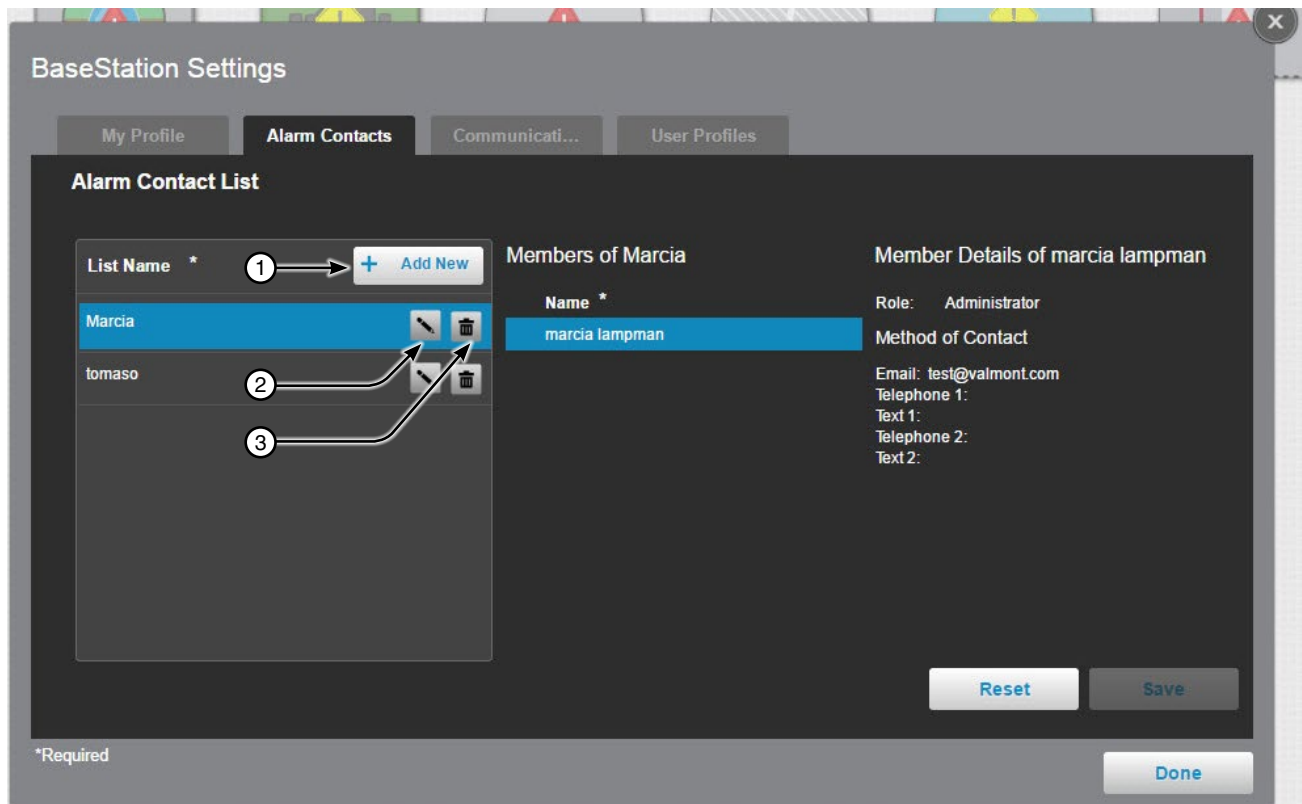 X
BaseStation Settings
My Profile
Alarm Contacts
Communicati...
User Profiles
Alarm Contact List
List Name *
1
+ Add New
Marcia
tomaso
2
3
Members of Marcia
Name *
marcia lampman
Member Details of marcia lampman
Role: Administrator
Method of Contact
Email: test@valmont.com
Telephone 1:
Text 1:
Telephone 2:
Text 2:
Reset
Save
*Required
Done